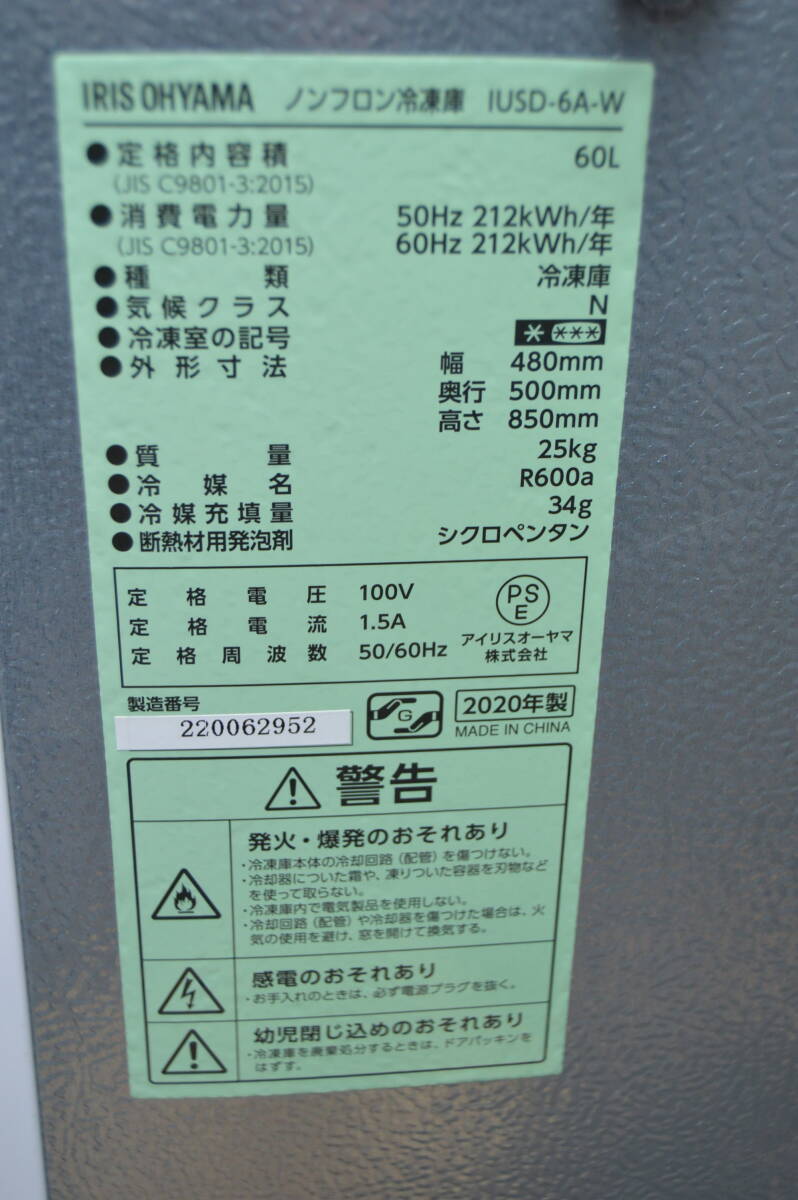 IRIS OHYAMA ノンフロン冷凍庫 IUSD-6A-W
●定格内容積 60L
(JIS C9801-3:2015)
●消費電力量 50Hz 212kWh/年
(JIS C9801-3:2015) 60Hz 212kWh/年
●種類 冷凍庫
●気候クラス N
●冷凍室の記号 * ***
●外形寸法 幅 480mm
奥行 500mm
高さ 850mm
●質量 25kg
●冷媒名 R600a
●冷媒充填量 34g
●断熱材用発泡剤 シクロペンタン
定格電圧 100V
定格電流 1.5A
定格周波数 50/60Hz
PS
E
アイリスオーヤマ
株式会社
製造番号
220062952
G
2020年製
MADE IN CHINA
警告
発火・爆発のおそれあり
・冷凍庫本体の冷却回路(配管)を傷つけない。
・冷却器についた霜や、凍りついた容器を刃物など
を使って取らない。
・冷凍庫内で電気製品を使用しない。
・冷却回路(配管)や冷却器を傷つけた場合は、火
気の使用を避け、窓を開けて換気する。
感電のおそれあり
・お手入れのときは、必ず電源プラグを抜く。
幼児閉じ込めのおそれあり
・冷凍庫を廃棄処分するときは、ドアパッキンを
はずす。